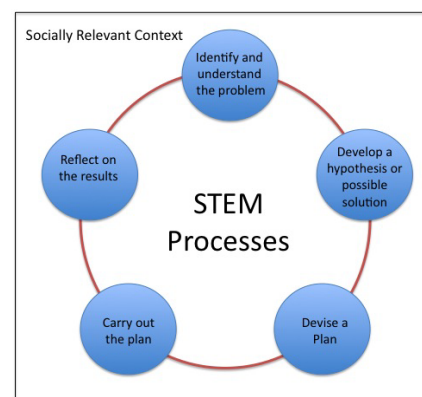 Socially Relevant Context
Identify and
understand
the problem
Develop a
hypothesis or
possible
solution
Devise a
Plan
Carry out
the plan
Reflect on
the results
STEM
Processes